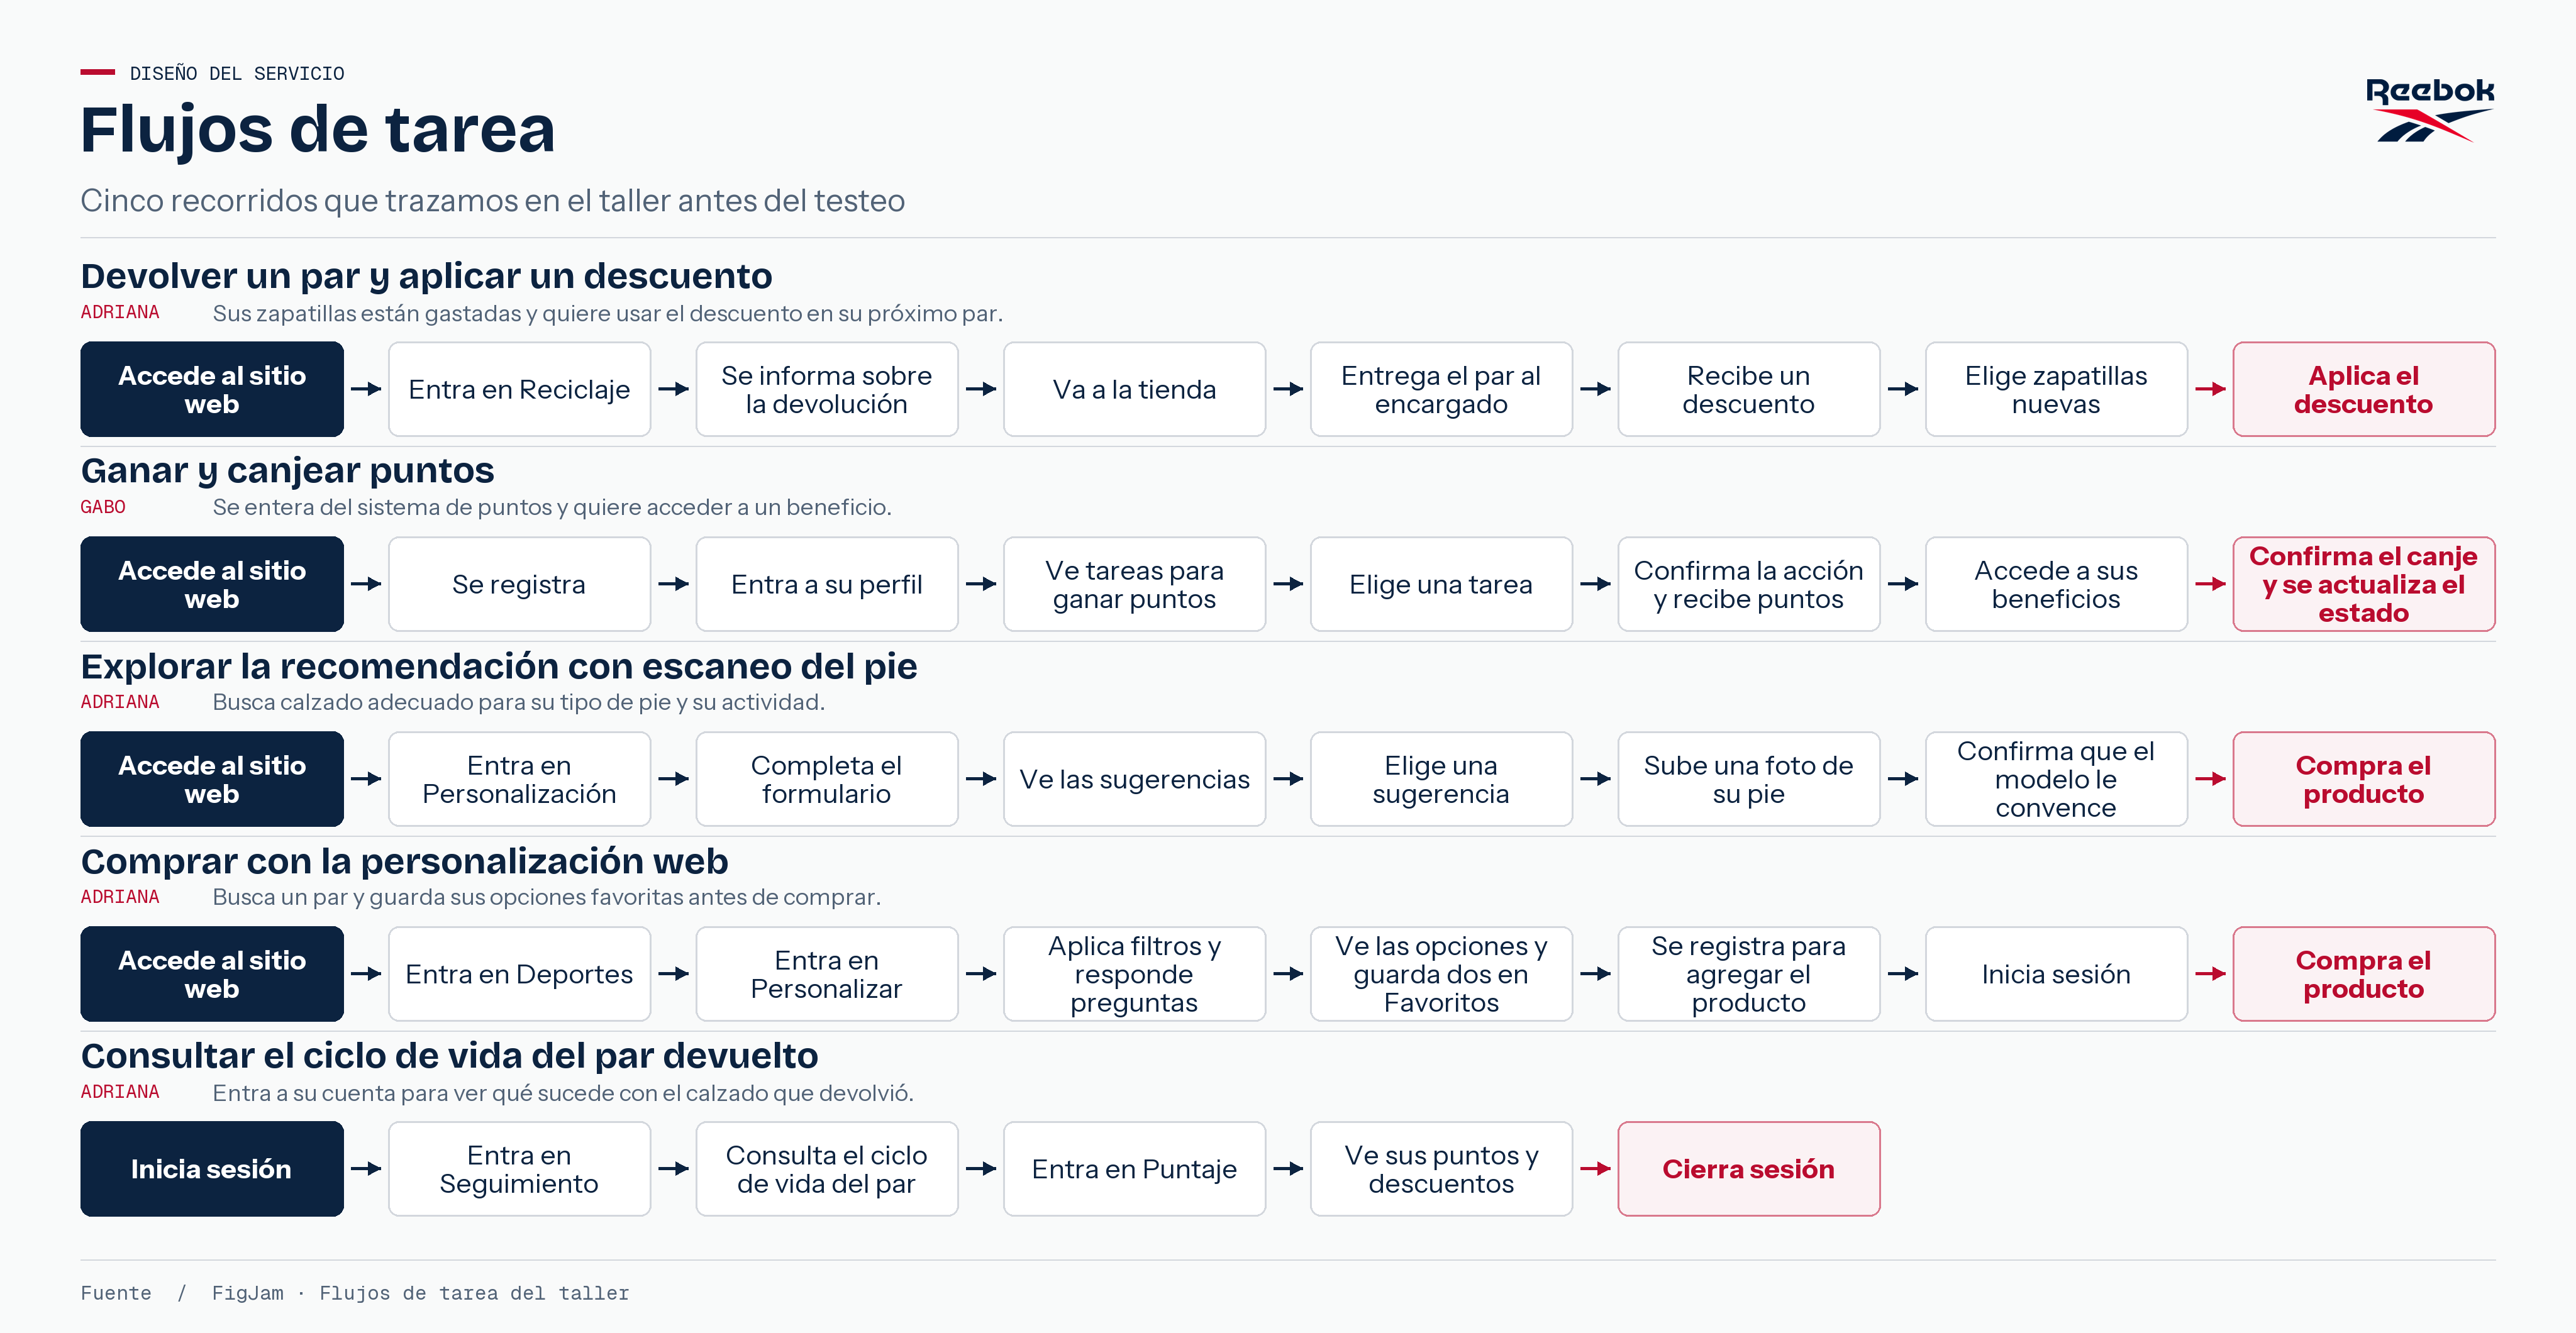 DISEÑO DEL SERVICIO
Flujos de tarea
Reebok
Cinco recorridos que trazamos en el taller antes del testeo
Devolver un par y aplicar un descuento
ADRIANA Sus zapatillas están gastadas y quiere usar el descuento en su próximo par.
Accede al sitio
web
Entra en Reciclaje
Se informa sobre
la devolución
Va a la tienda
Entrega el par al
encargado
Recibe un
descuento
Elige zapatillas
nuevas
Aplica el
descuento
Ganar y canjear puntos
GABO Se entera del sistema de puntos y quiere acceder a un beneficio.
Accede al sitio
web
Se registra
Entra a su perfil
Ve tareas para
ganar puntos
Elige una tarea
Confirma la acción
y recibe puntos
Accede a sus
beneficios
Confirma el canje
y se actualiza el
estado
Explorar la recomendación con escaneo del pie
ADRIANA Busca calzado adecuado para su tipo de pie y su actividad.
Accede al sitio
web
Entra en
Personalización
Completa el
formulario
Ve las sugerencias
Elige una
sugerencia
Sube una foto de
su pie
Confirma que el
modelo le
convence
Compra el
producto
Comprar con la personalización web
ADRIANA Busca un par y guarda sus opciones favoritas antes de comprar.
Accede al sitio
web
Entra en Deportes
Entra en
Personalizar
Aplica filtros y
responde
preguntas
Ve las opciones y
guarda dos en
Favoritos
Se registra para
agregar el
producto
Inicia sesión
Compra el
producto
Consultar el ciclo de vida del par devuelto
ADRIANA Entra a su cuenta para ver qué sucede con el calzado que devolvió.
Inicia sesión
Entra en
Seguimiento
Consulta el ciclo
de vida del par
Entra en Puntaje
Ve sus puntos y
descuentos
Cierra sesión
Fuente / FigJam · Flujos de tarea del taller